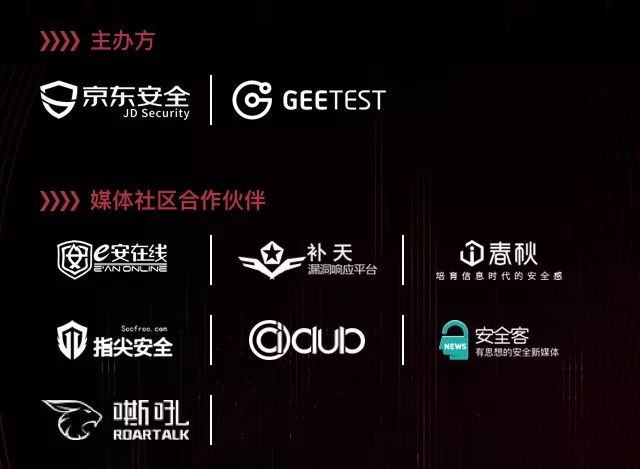 主办方
京东安全
JD Security
GEETEST
媒体社区合作伙伴
e安在线
E'AN ONLINE
补天
漏洞响应平台
i春秋
培育信息时代的安全感
Secfree.com
指尖安全
CiClub
安全客
NEWS
有思想的安全新媒体
嘶吼
ROARTALK